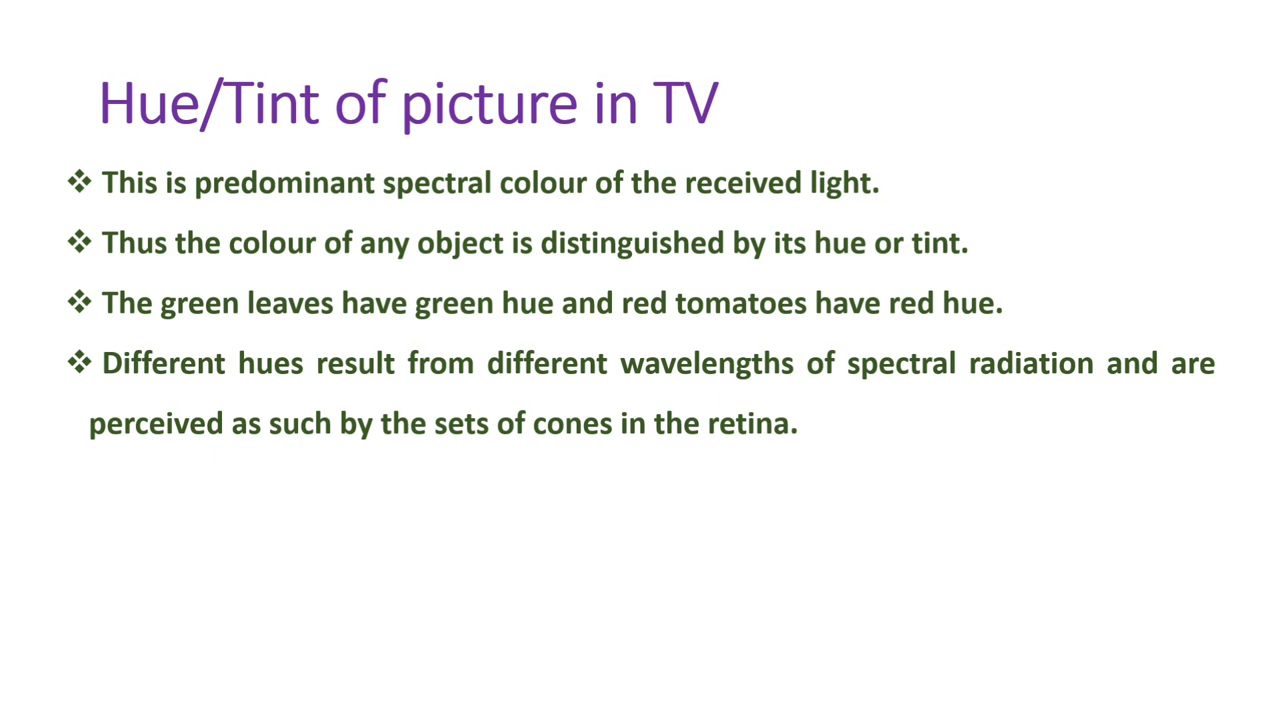 Hue/Tint of picture in TV
❖ This is predominant spectral colour of the received light.
❖ Thus the colour of any object is distinguished by its hue or tint.
❖ The green leaves have green hue and red tomatoes have red hue.
❖ Different hues result from different wavelengths of spectral radiation and are
perceived as such by the sets of cones in the retina.